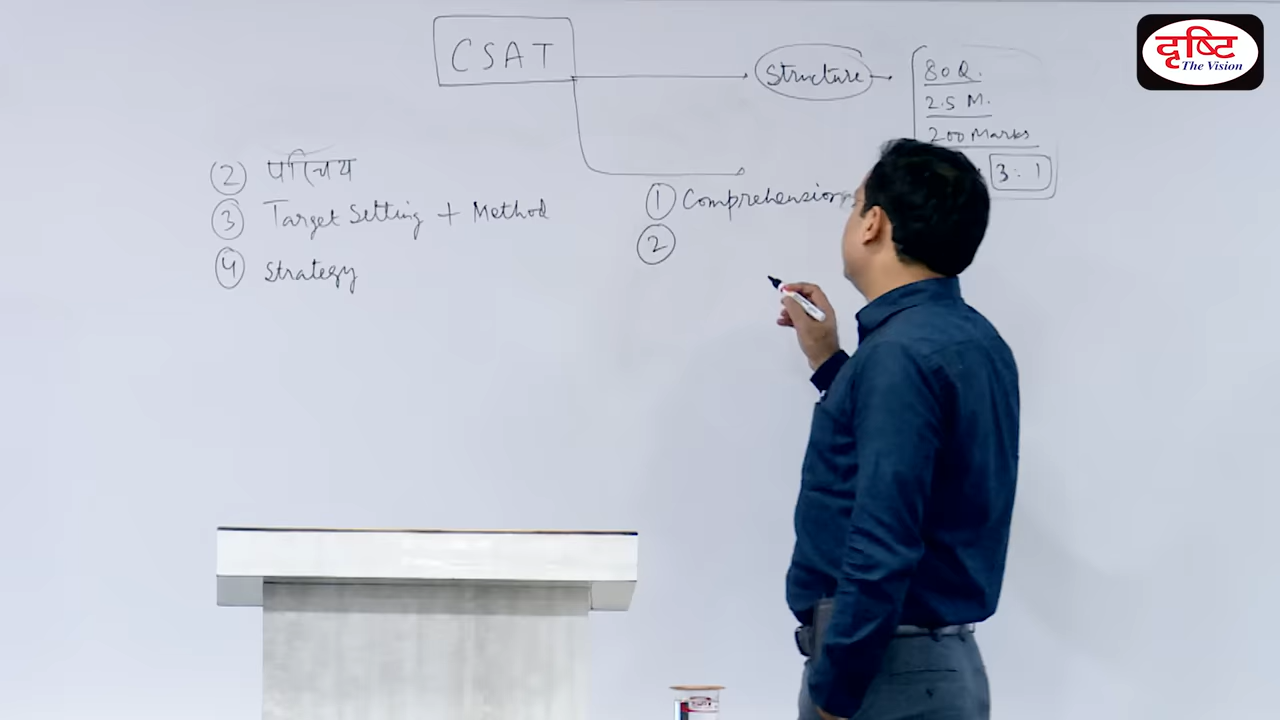 CSAT
Structure
80 Q.
2.5 M.
200 Marks
3:1
② परिचय
③ Target Setting + Method
④ Strategy
① Comprehension
②
दृष्टि
The Vision